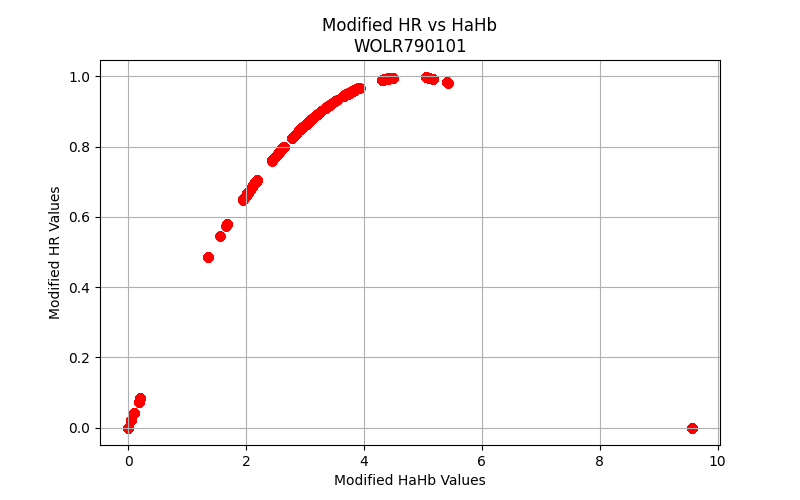 Modified HR vs HaHb
WOLR790101
1.0
0.8
0.6
0.4
0.2
0.0
Modified HR Values
0 2 4 6 8 10
Modified HaHb Values